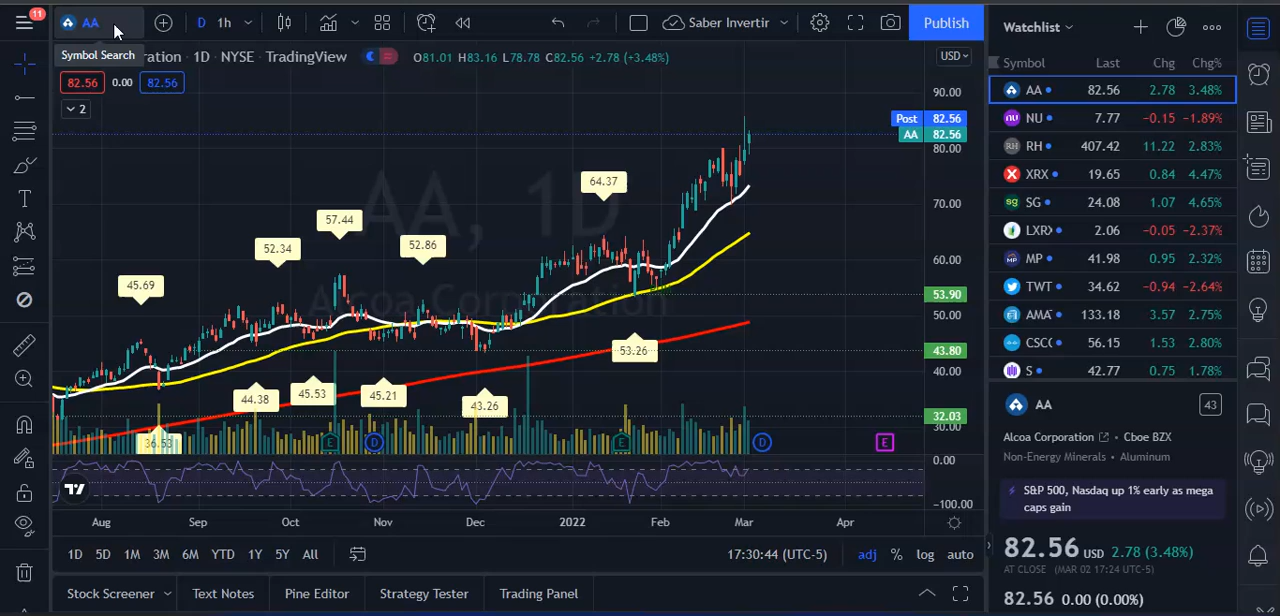 11
AA
D 1h
Saber Invertir
Publish
Watchlist
Symbol Search
ration · 1D · NYSE · TradingView
O81.01 H83.16 L78.78 C82.56 +2.78 (+3.48%)
USD
82.56 0.00 82.56
2
Symbol Last Chg Chg%
AA 82.56 2.78 3.48%
NU 7.77 −0.15 −1.89%
RH RH 407.42 11.22 2.83%
XRX 19.65 0.84 4.47%
sg SG 24.08 1.07 4.65%
LXRX 2.06 −0.05 −2.37%
MP MP 41.98 0.95 2.32%
TWT 34.62 −0.94 −2.64%
AMA 133.18 3.57 2.75%
CSCO 56.15 1.53 2.80%
S 42.77 0.75 1.78%
90.00
Post 82.56
AA 82.56
80.00
70.00
60.00
53.90
50.00
43.80
40.00
32.03
30.00
0.00
−100.00
AA, 1D
Alcoa Corporation
64.37
57.44
52.34
52.86
45.69
53.26
44.38
45.53
45.21
43.26
36.53
E D E D E
Aug Sep Oct Nov Dec 2022 Feb Mar Apr
1D 5D 1M 3M 6M YTD 1Y 5Y All
17:30:44 (UTC-5) adj % log auto
Stock Screener Text Notes Pine Editor Strategy Tester Trading Panel
AA
43
Alcoa Corporation · Cboe BZX
Non-Energy Minerals · Aluminum
S&P 500, Nasdaq up 1% early as mega
caps gain
82.56 USD 2.78 (3.48%)
AT CLOSE (MAR 02 17:24 UTC-5)
82.56 0.00 (0.00%)